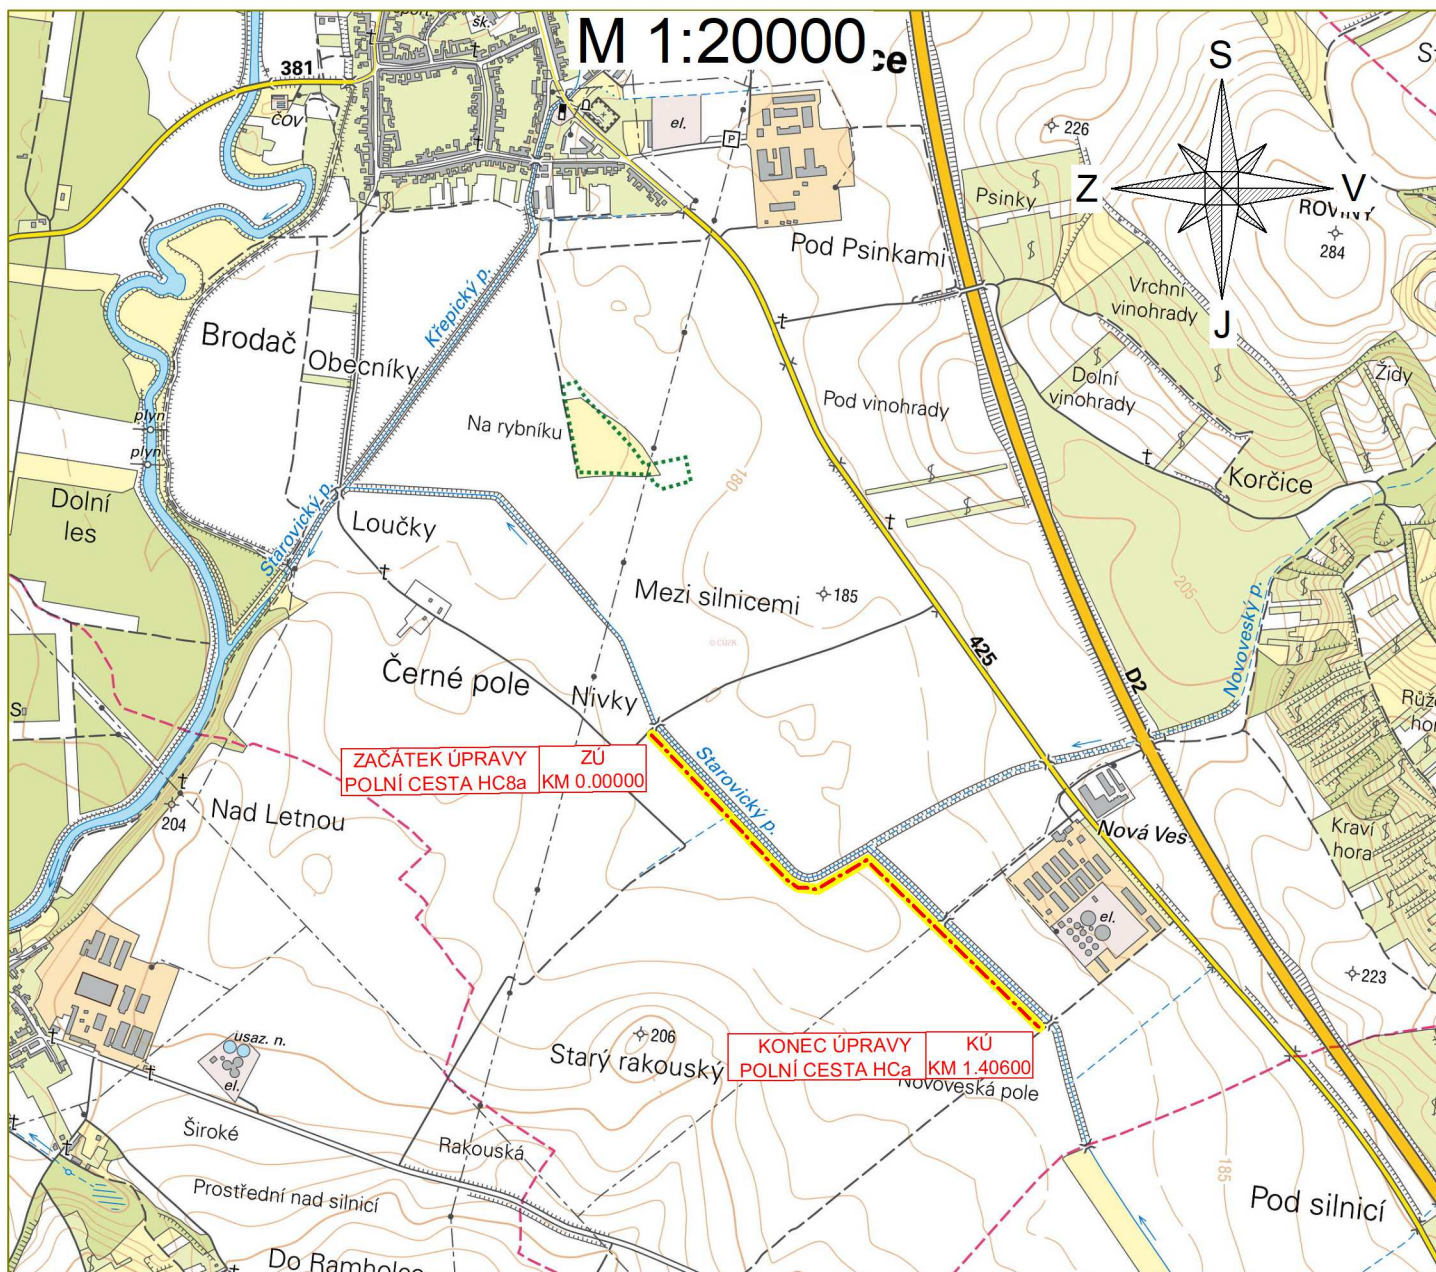 M 1:20000
ce
S
Z
V
J
šk.
381
ČOV
el.
P
226
Psinky
ROVINY
284
Pod Psinkami
Vrchní
vinohrady
Křepický p.
Brodač
Obecníky
Dolní
vinohrady
Židy
Pod vinohrady
Na rybníku
plyn
plyn
180
Korčice
Dolní
les
Starovický p.
Loučky
Mezi silnicemi
185
205
Novoveský p.
© ČÚZK
425
D2
Černé pole
Nivky
S
ZAČÁTEK ÚPRAVY
POLNÍ CESTA HC8a
ZÚ
KM 0.00000
Starovický p.
204
Nad Letnou
Nová Ves
Kraví
hora
el.
223
usaz. n.
el.
206
Starý rakouský
KONEC ÚPRAVY
POLNÍ CESTA HCa
KÚ
KM 1.40600
Novoveská pole
Široké
Rakouská
185
Prostřední nad silnicí
Pod silnicí